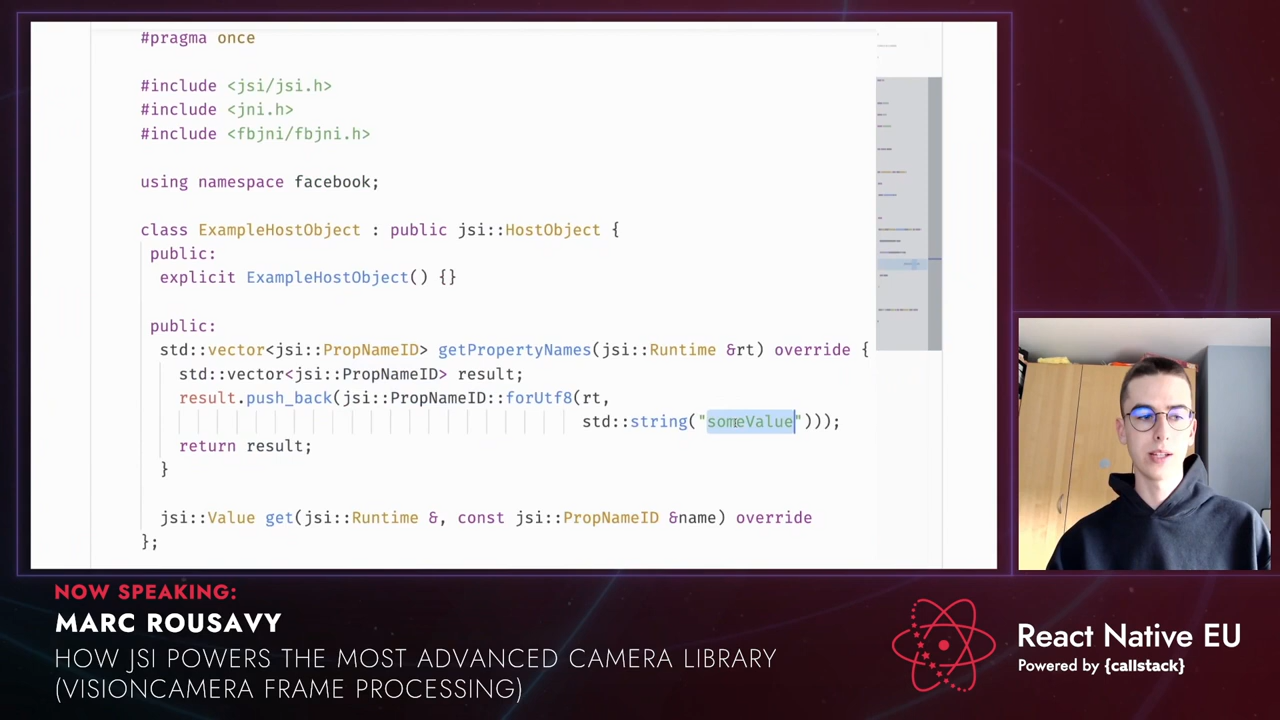 #pragma once
#include <jsi/jsi.h>
#include <jni.h>
#include <fbjni/fbjni.h>
using namespace facebook;
class ExampleHostObject : public jsi::HostObject {
public:
explicit ExampleHostObject() {}
public:
std::vector<jsi::PropNameID> getPropertyNames(jsi::Runtime &rt) override {
std::vector<jsi::PropNameID> result;
result.push_back(jsi::PropNameID::forUtf8(rt,
std::string("someValue")));
return result;
}
jsi::Value get(jsi::Runtime &, const jsi::PropNameID &name) override
};
NOW SPEAKING:
MARC ROUSAVY
HOW JSI POWERS THE MOST ADVANCED CAMERA LIBRARY
(VISIONCAMERA FRAME PROCESSING)
React Native EU
Powered by {callstack}